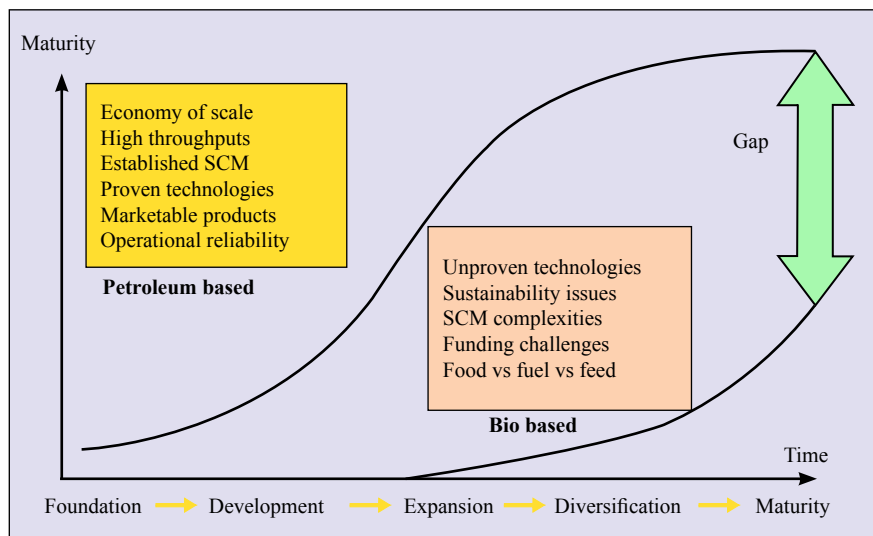 Maturity
Economy of scale
High throughputs
Established SCM
Proven technologies
Marketable products
Operational reliability
Petroleum based
Gap
Unproven technologies
Sustainability issues
SCM complexities
Funding challenges
Food vs fuel vs feed
Bio based
Time
Foundation Development Expansion Diversification Maturity